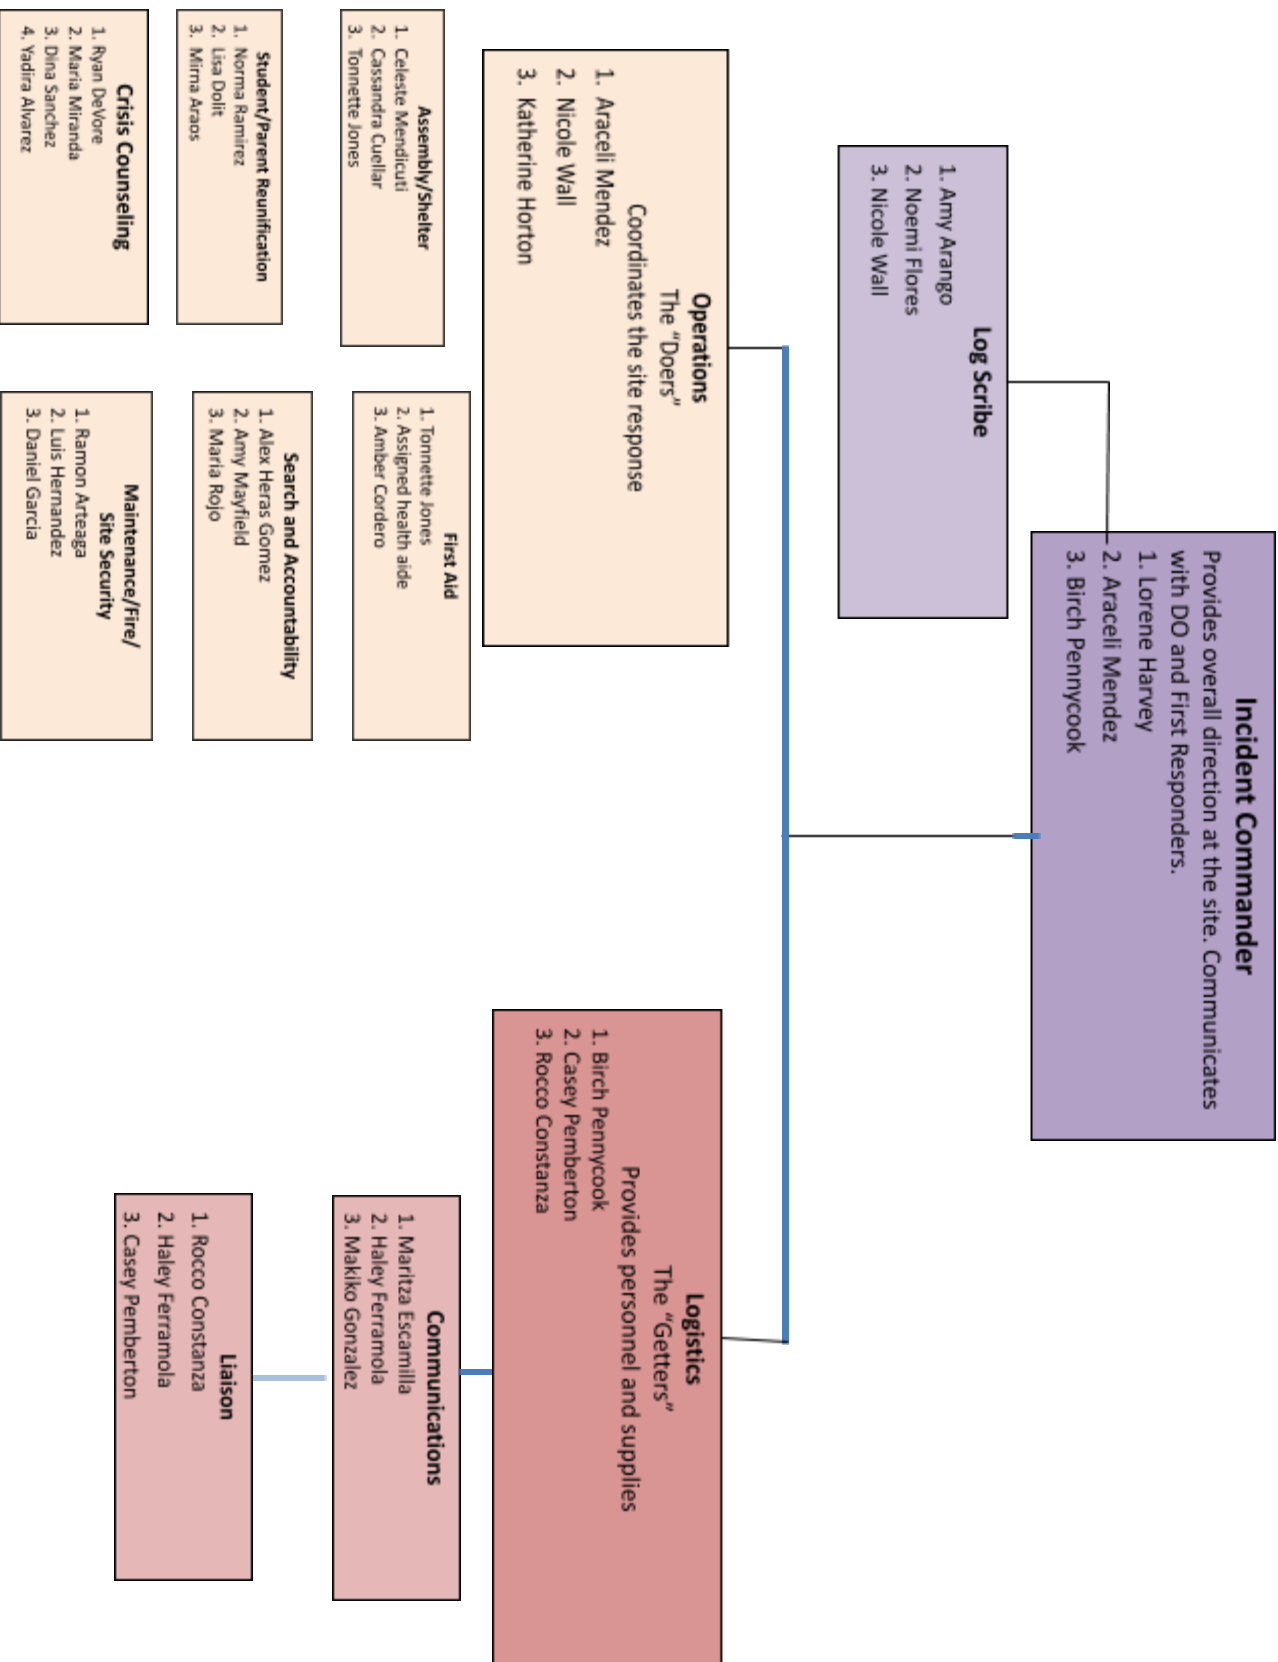 Incident Commander
Provides overall direction at the site. Communicates
with DO and First Responders.
1. Lorene Harvey
2. Araceli Mendez
3. Birch Pennycook
Log Scribe
1. Amy Arango
2. Noemi Flores
3. Nicole Wall
Operations
The “Doers”
Coordinates the site response
1. Araceli Mendez
2. Nicole Wall
3. Katherine Horton
Logistics
The “Getters”
Provides personnel and supplies
1. Birch Pennycook
2. Casey Pemberton
3. Rocco Constanza
Assembly/Shelter
1. Celeste Mendicuti
2. Cassandra Cuellar
3. Tonnette Jones
First Aid
1. Tonnette Jones
2. Assigned health aide
3. Amber Cordero
Communications
1. Maritza Escamilla
2. Haley Ferramola
3. Makiko Gonzalez
Student/Parent Reunification
1. Norma Ramirez
2. Lisa Dolit
3. Mirna Araos
Search and Accountability
1. Alex Heras Gomez
2. Amy Mayfield
3. Maria Rojo
Liaison
1. Rocco Constanza
2. Haley Ferramola
3. Casey Pemberton
Crisis Counseling
1. Ryan DeVore
2. Maria Miranda
3. Dina Sanchez
4. Yadira Alvarez
Maintenance/Fire/
Site Security
1. Ramon Arteaga
2. Luis Hernandez
3. Daniel Garcia